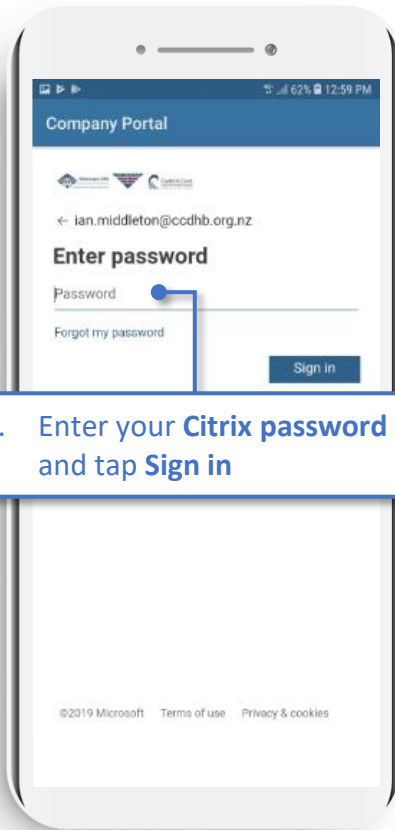 62% 12:59 PM
Company Portal
← ian.middleton@ccdhb.org.nz
Enter password
Password
Forgot my password
Sign in
. Enter your Citrix password
and tap Sign in
©2019 Microsoft Terms of use Privacy & cookies